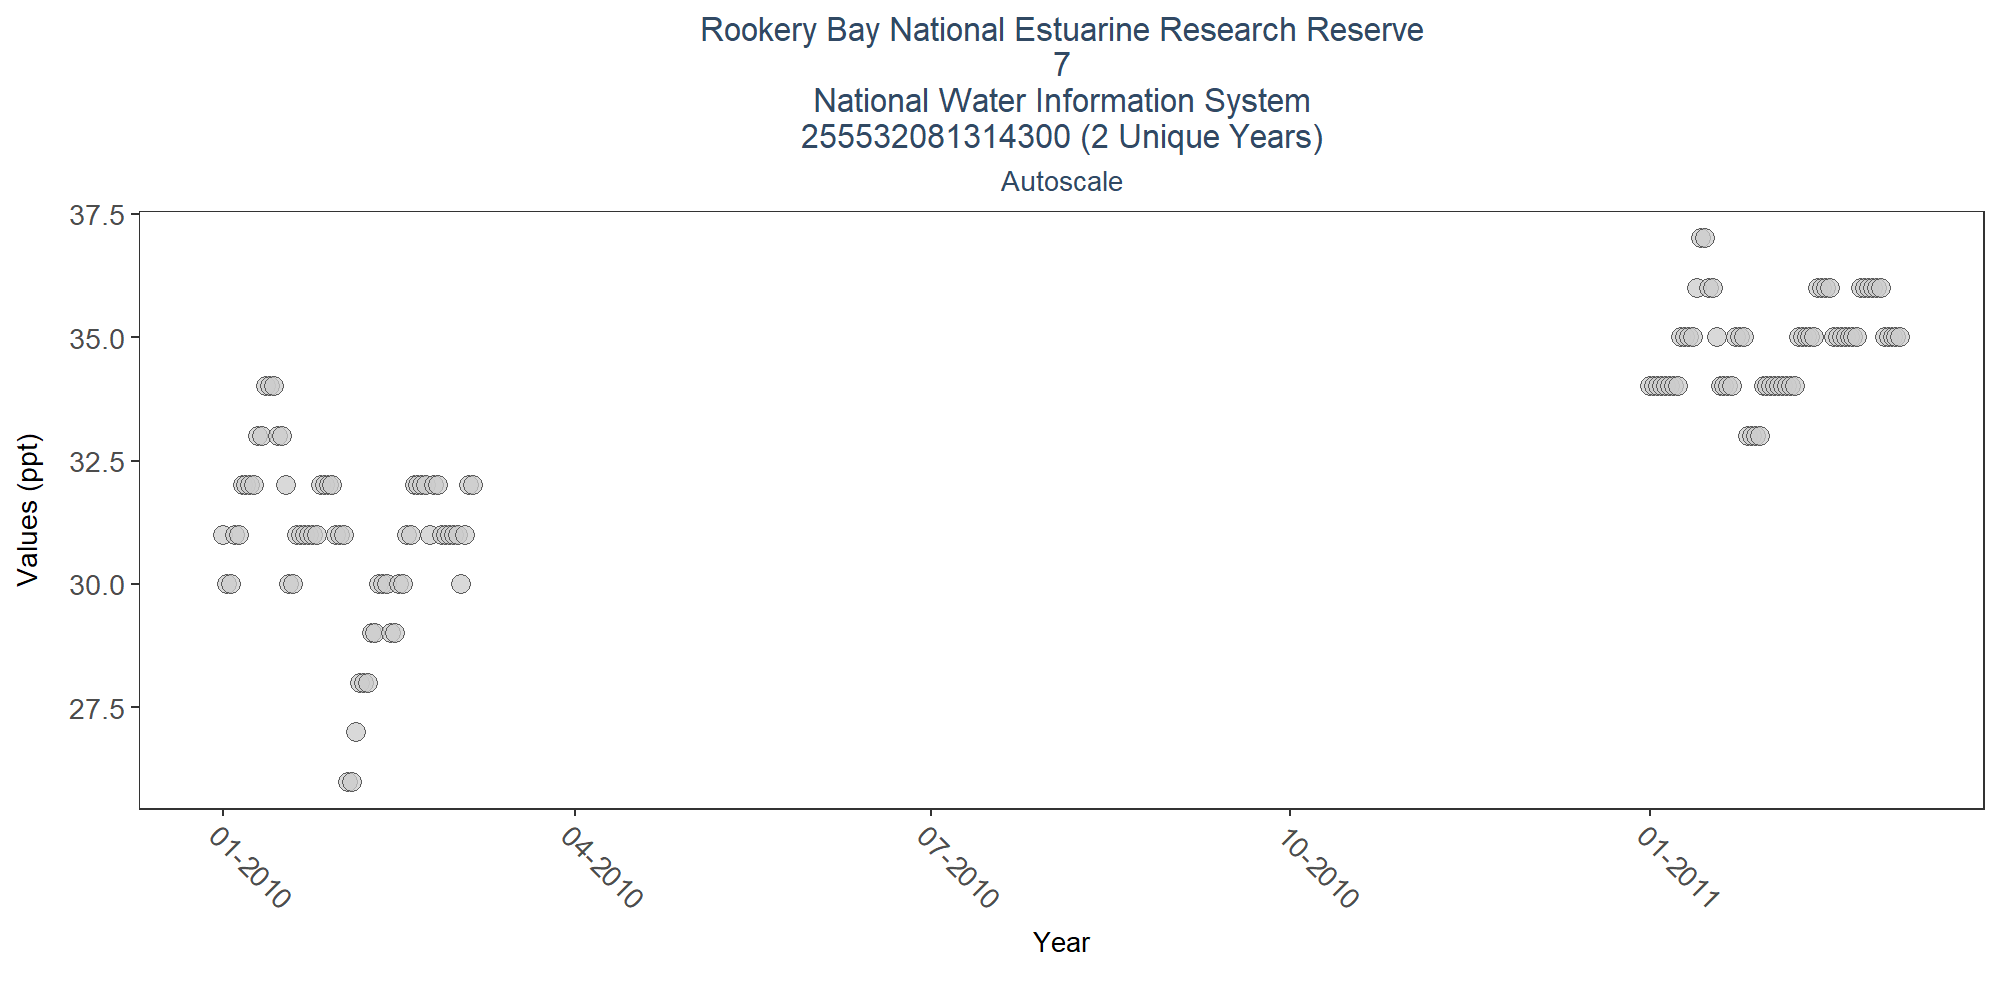 Rookery Bay National Estuarine Research Reserve
7
National Water Information System
255532081314300 (2 Unique Years)
Autoscale
37.5
35.0
32.5
30.0
27.5
Values (ppt)
01-2010
04-2010
07-2010
10-2010
01-2011
Year